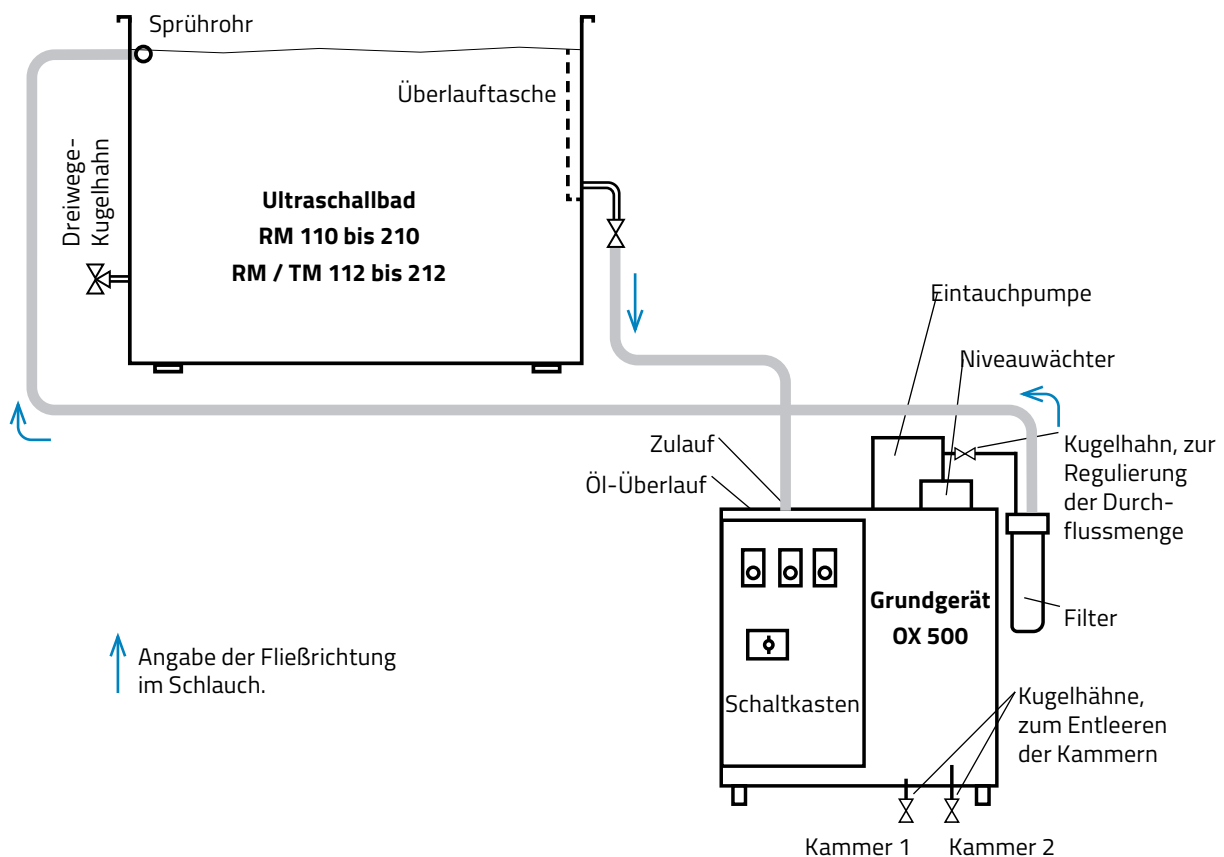 Sprührohr
Überlauftasche
Dreiwege-
Kugelhahn
Ultraschallbad
RM 110 bis 210
RM / TM 112 bis 212
Eintauchpumpe
Niveauwächter
Zulauf
Öl-Überlauf
Kugelhahn, zur
Regulierung
der Durch-
flussmenge
Grundgerät
OX 500
Filter
Angabe der Fließrichtung
im Schlauch.
Schaltkasten
Kugelhähne,
zum Entleeren
der Kammern
Kammer 1
Kammer 2